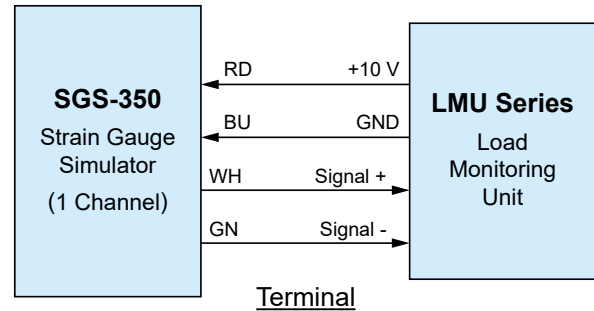 SGS-350
Strain Gauge
Simulator
(1 Channel)
RD +10 V
BU GND
WH Signal +
GN Signal -
LMU Series
Load
Monitoring
Unit
Terminal